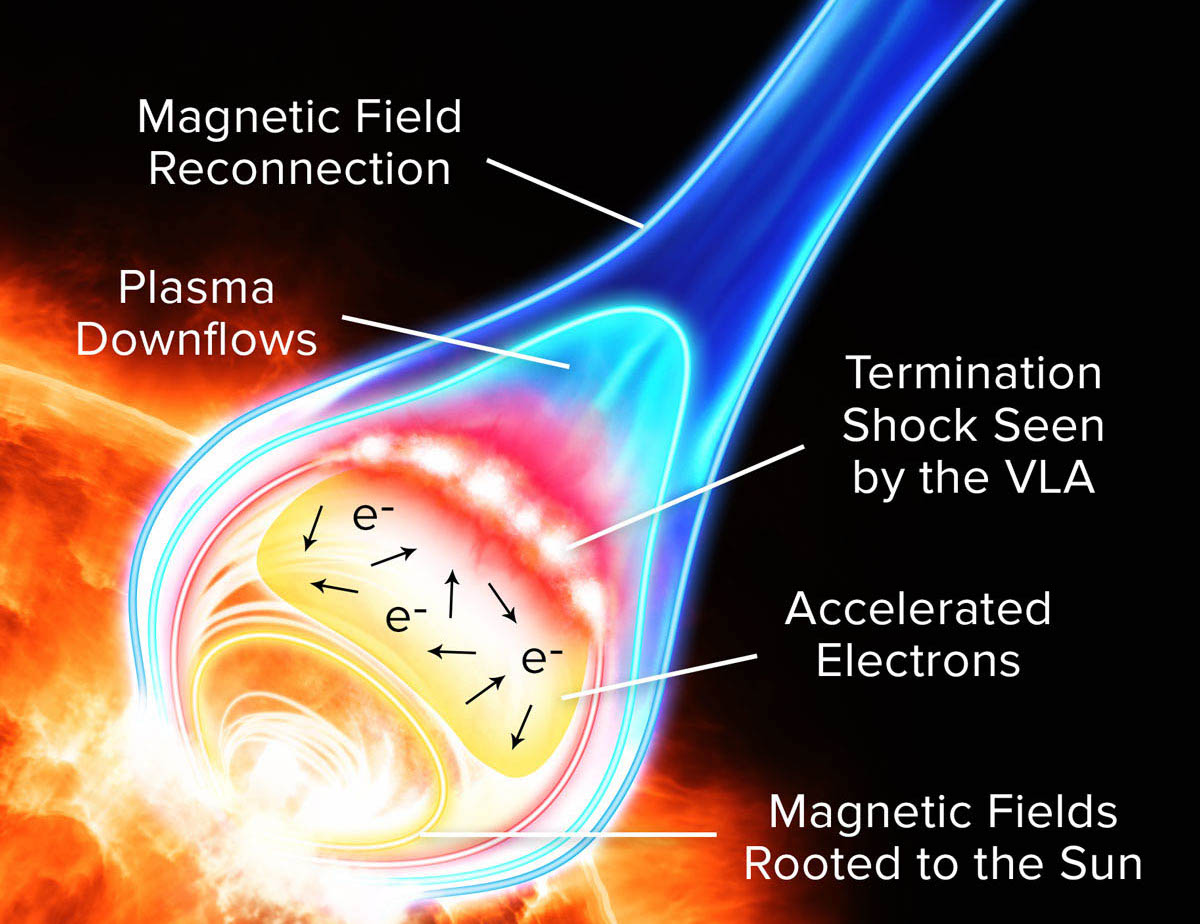 Magnetic Field
Reconnection
Plasma
Downflows
Termination
Shock Seen
by the VLA
e-
e-
e-
Accelerated
Electrons
Magnetic Fields
Rooted to the Sun